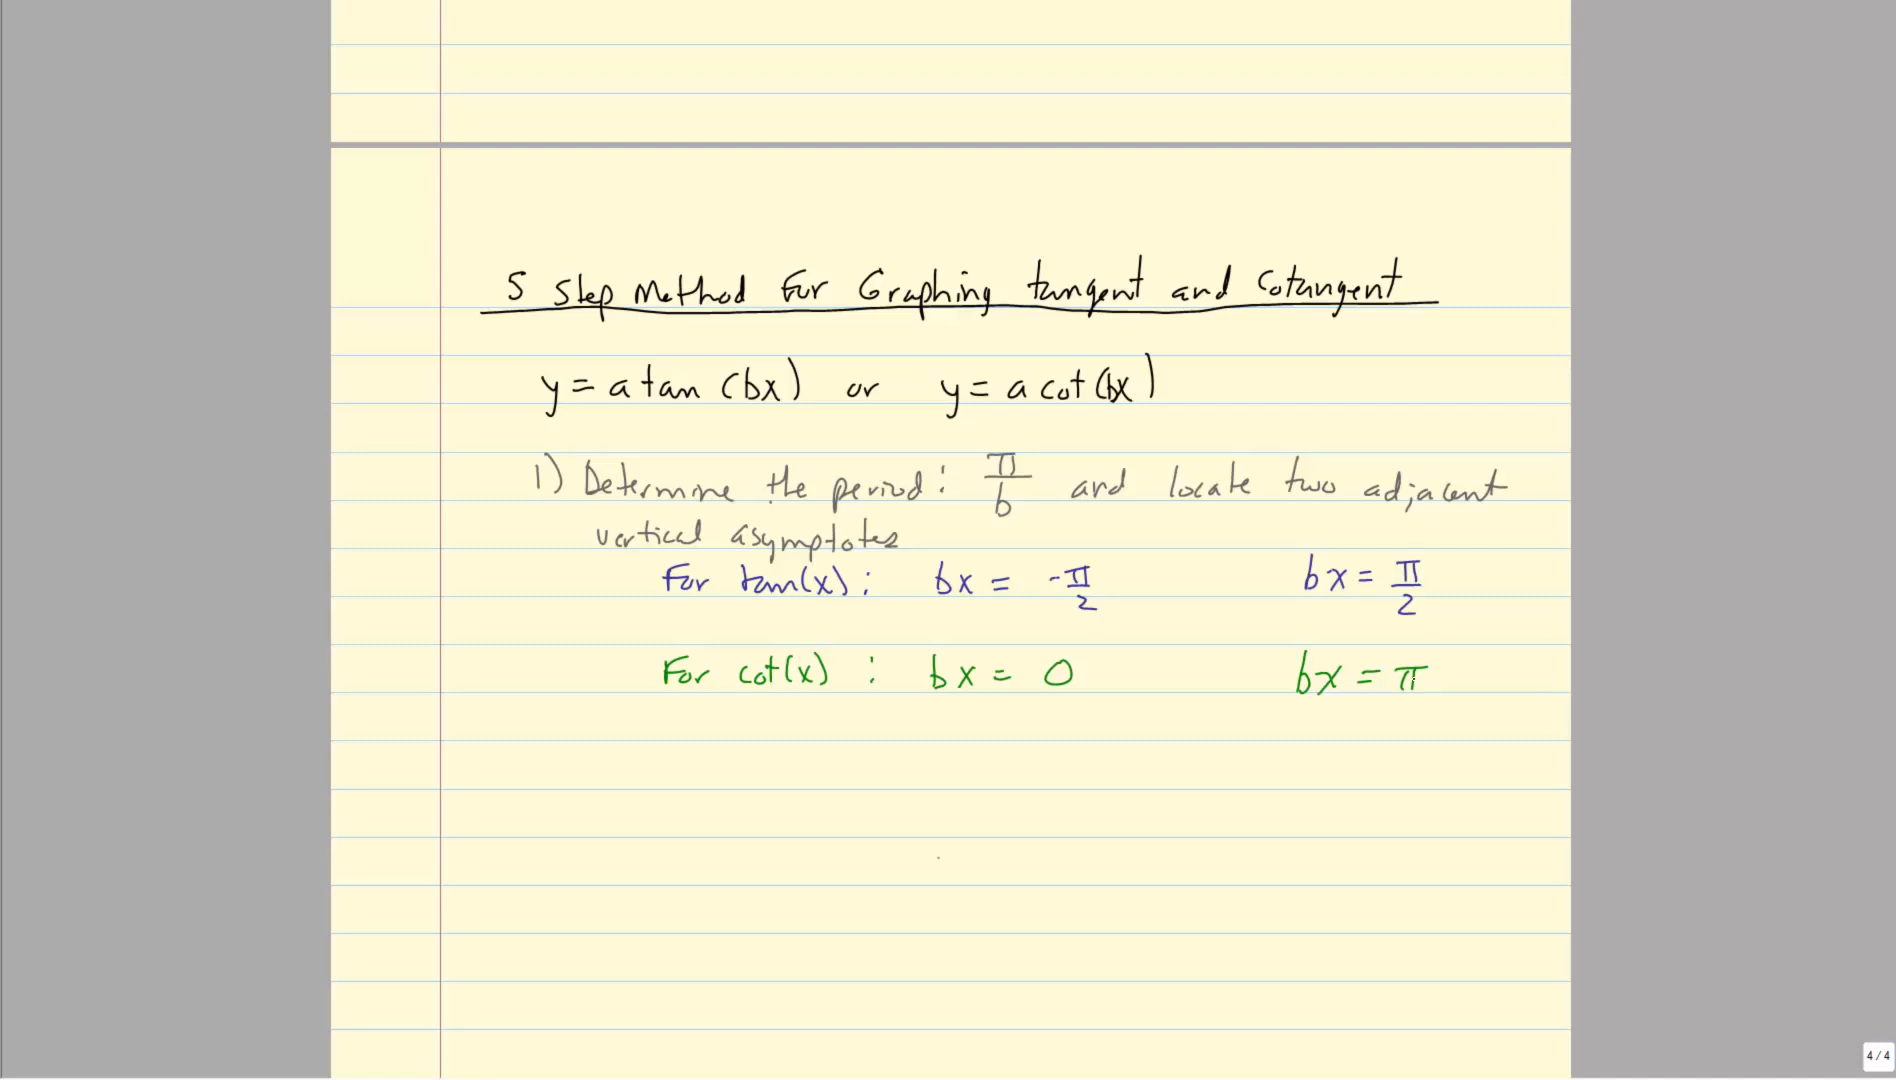 5 Step Method For Graphing tangent and Cotangent
y = a tan (bx) or y = a cot (bx)
1) Determine the period: π/b and locate two adjacent
vertical asymptotes
For tan(x): bx = -π/2 bx = π/2
For cot(x) : bx = 0 bx = π
4 / 4